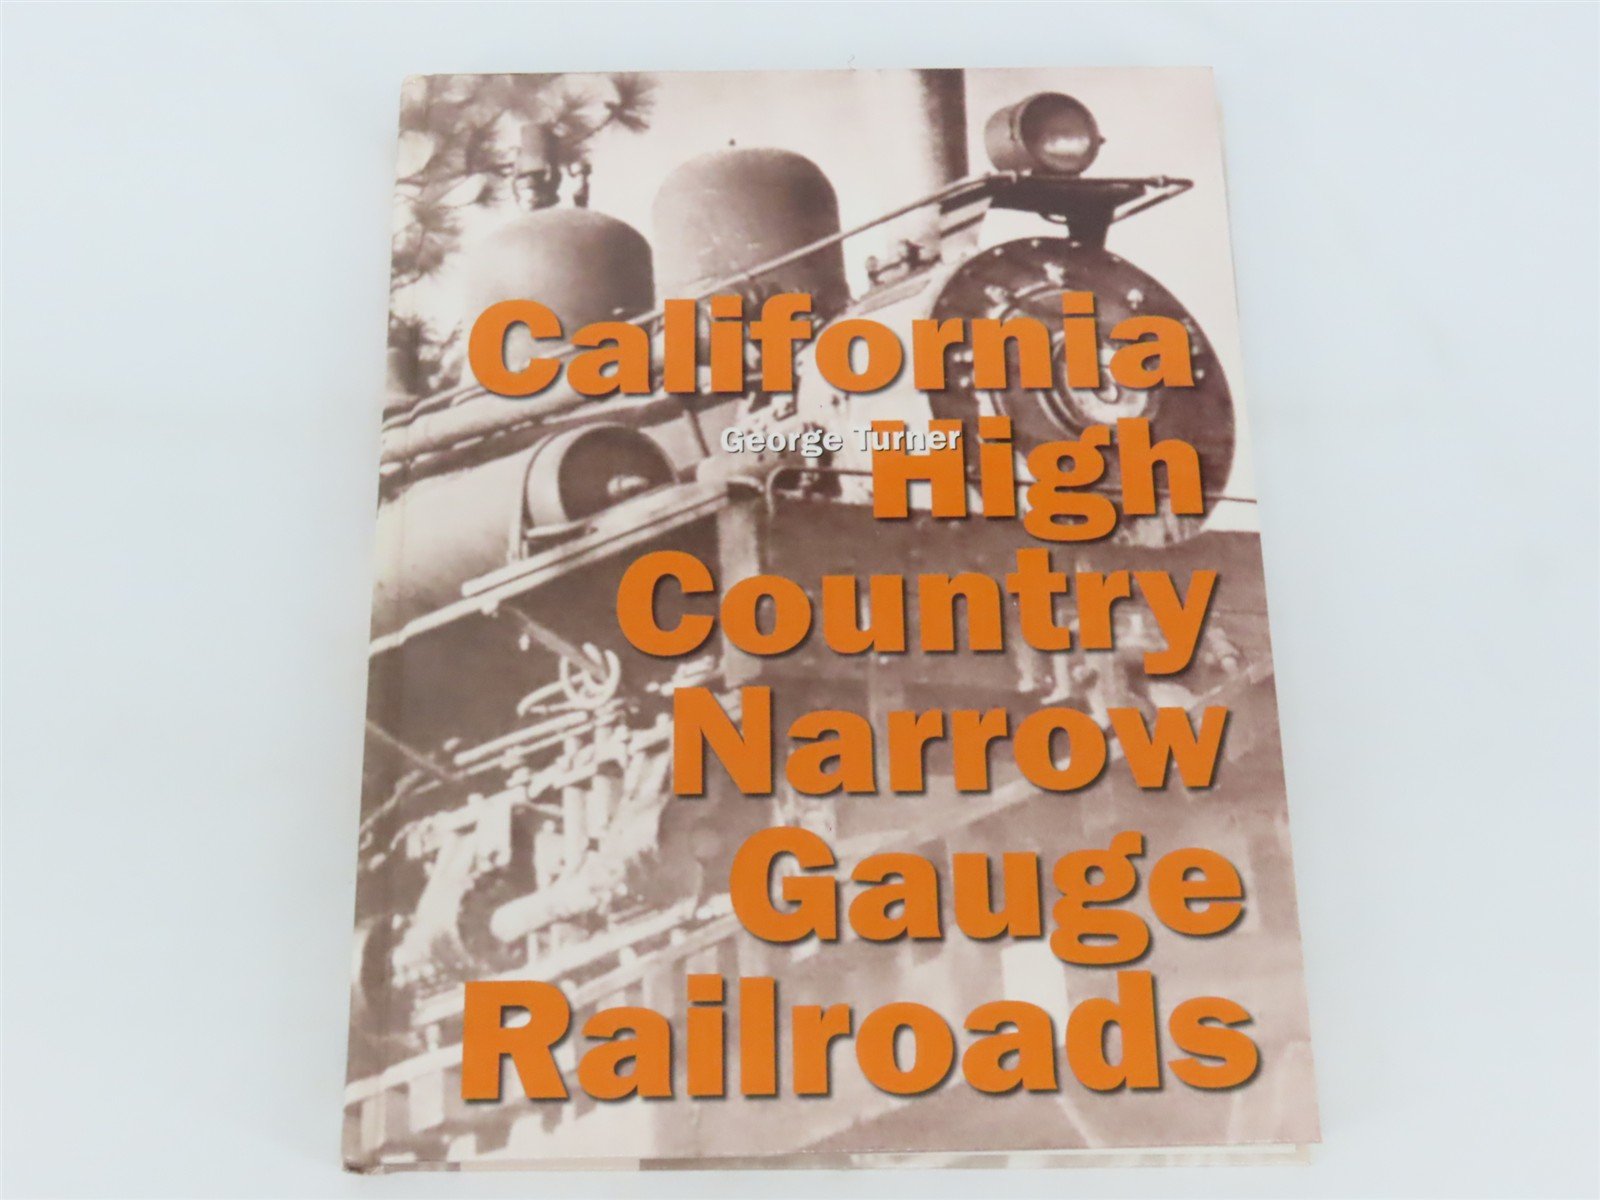 California
George Turner
High
Country
Narrow
Gauge
Railroads